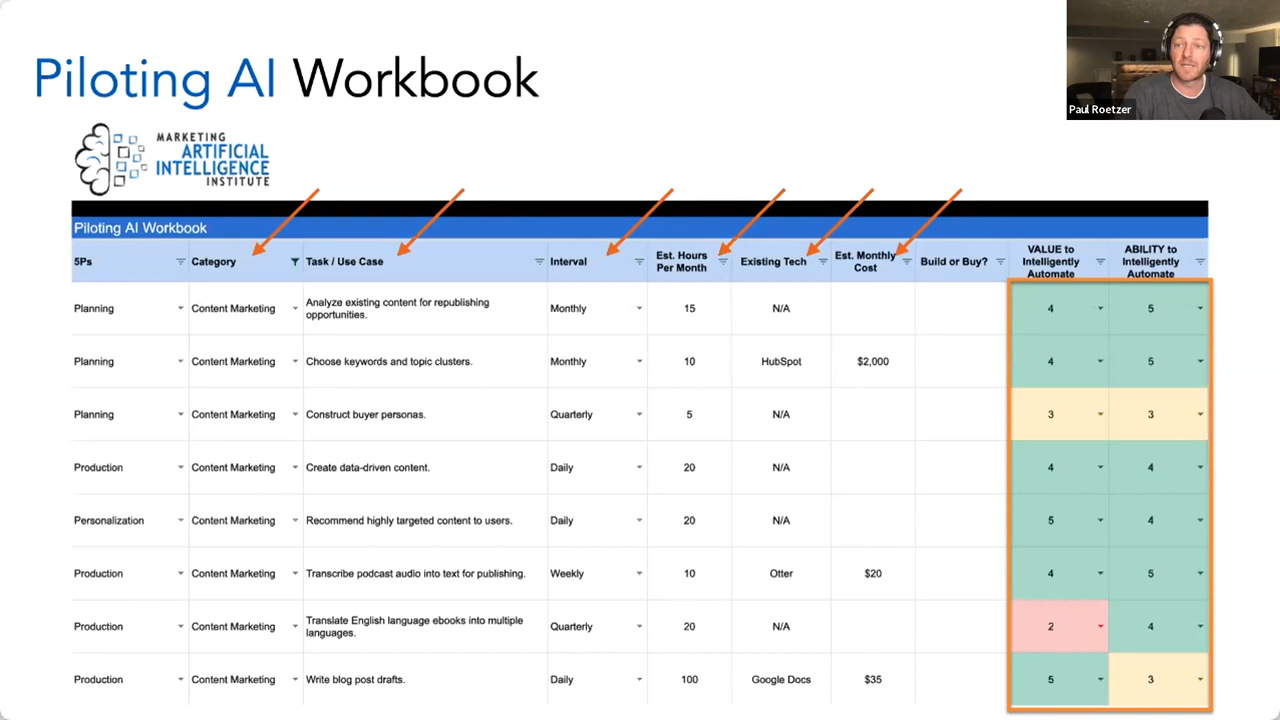 Piloting AI Workbook
Paul Roetzer
MARKETING
ARTIFICIAL
INTELLIGENCE
INSTITUTE
Piloting AI Workbook
5Ps Category Task / Use Case Interval Est. Hours Per Month Existing Tech Est. Monthly Cost Build or Buy? VALUE to Intelligently Automate ABILITY to Intelligently Automate
Planning Content Marketing Analyze existing content for republishing opportunities. Monthly 15 N/A 4 5
Planning Content Marketing Choose keywords and topic clusters. Monthly 10 HubSpot $2,000 4 5
Planning Content Marketing Construct buyer personas. Quarterly 5 N/A 3 3
Production Content Marketing Create data-driven content. Daily 20 N/A 4 4
Personalization Content Marketing Recommend highly targeted content to users. Daily 20 N/A 5 4
Production Content Marketing Transcribe podcast audio into text for publishing. Weekly 10 Otter $20 4 5
Production Content Marketing Translate English language ebooks into multiple languages. Quarterly 20 N/A 2 4
Production Content Marketing Write blog post drafts. Daily 100 Google Docs $35 5 3